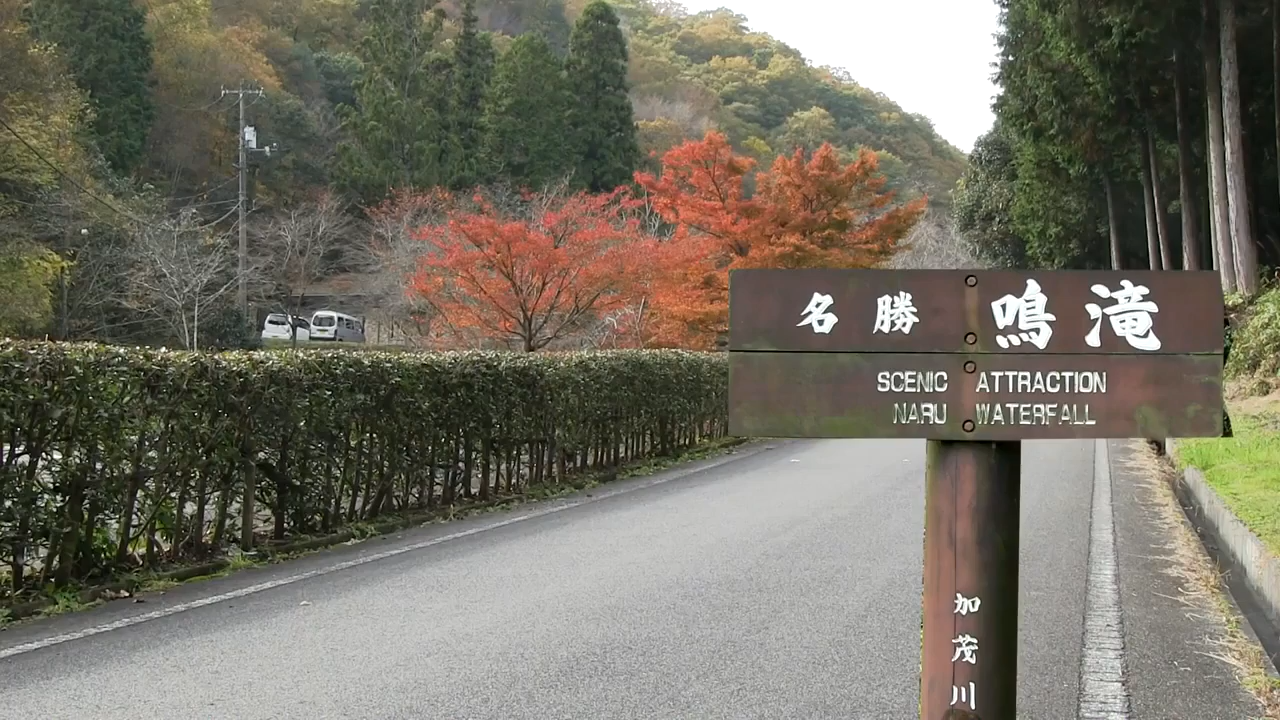 名勝 鳴滝
SCENIC ATTRACTION
NARU WATERFALL
加茂川